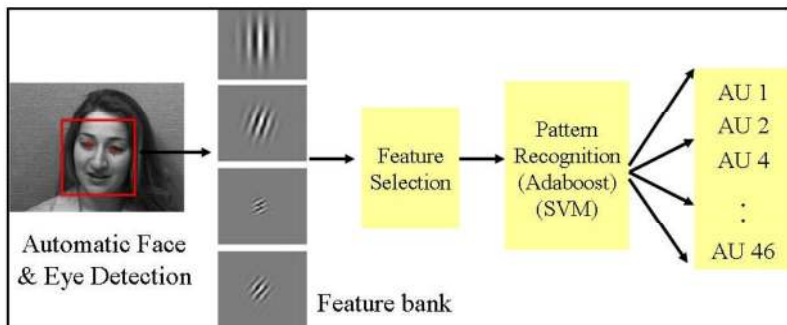 Automatic Face
& Eye Detection
Feature bank
Feature
Selection
Pattern
Recognition
(Adaboost)
(SVM)
AU 1
AU 2
AU 4
:
AU 46